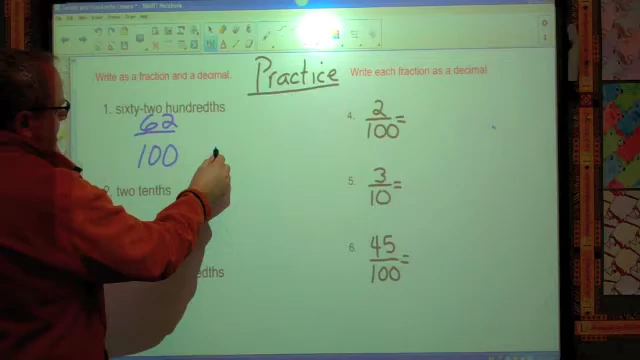 Practice
Write as a fraction and a decimal.
1. sixty-two hundredths
62
100
2. two tenths
edths
Write each fraction as a decimal
4. 2/100 =
5. 3/10 =
6. 45/100 =